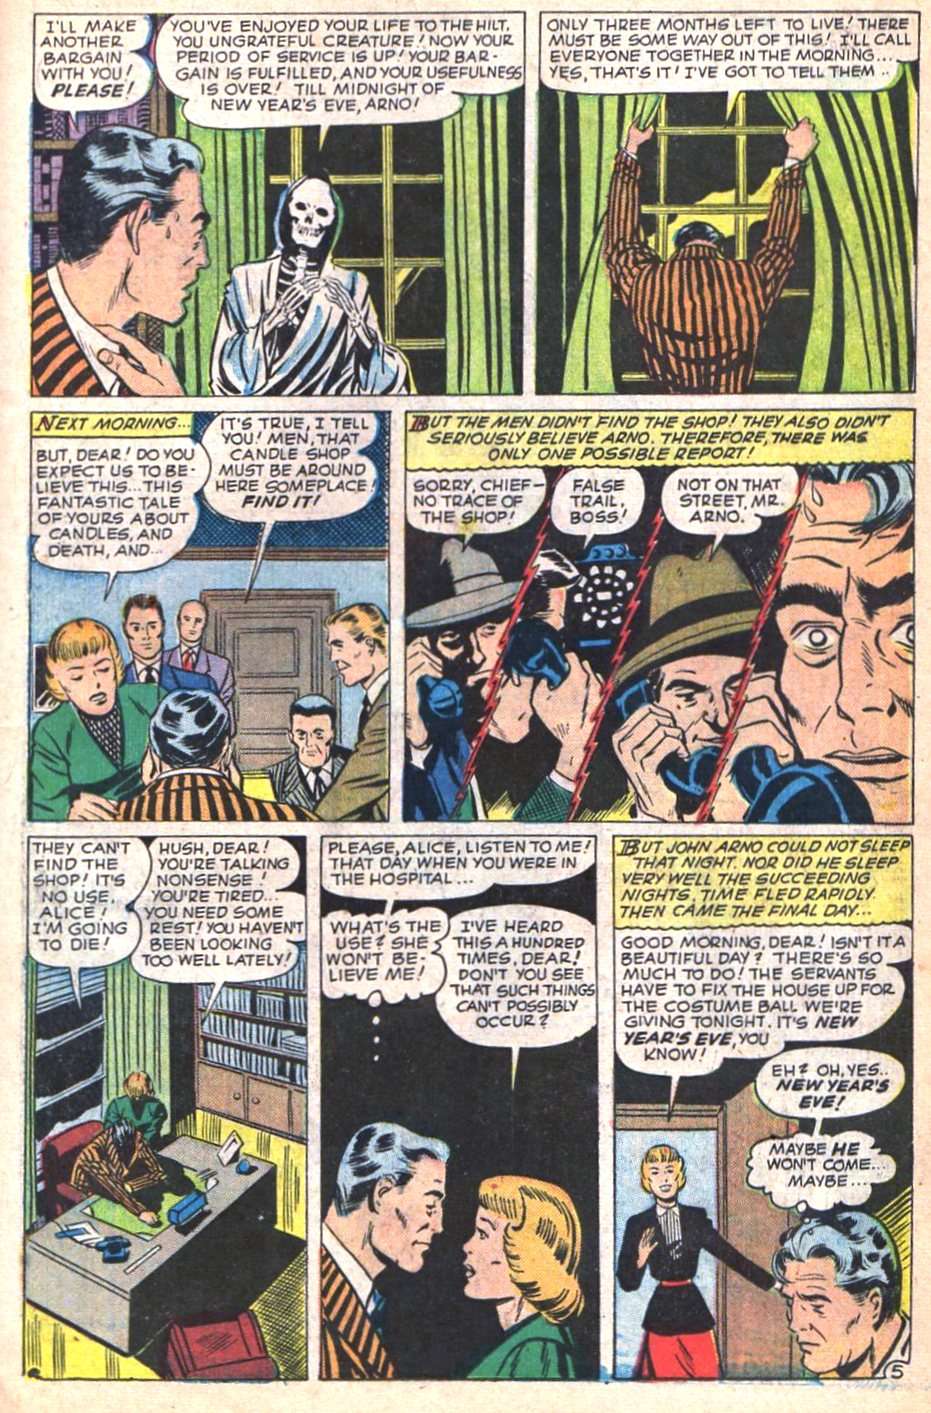 I'LL MAKE
ANOTHER
BARGAIN
WITH YOU!
PLEASE!
YOU'VE ENJOYED YOUR LIFE TO THE HILT,
YOU UNGRATEFUL CREATURE! NOW YOUR
PERIOD OF SERVICE IS UP! YOUR BAR-
GAIN IS FULFILLED, AND YOUR USEFULNESS
IS OVER! TILL MIDNIGHT OF
NEW YEAR'S EVE, ARNO!
ONLY THREE MONTHS LEFT TO LIVE! THERE
MUST BE SOME WAY OUT OF THIS! I'LL CALL
EVERYONE TOGETHER IN THE MORNING...
YES, THAT'S IT! I'VE GOT TO TELL THEM..
NEXT MORNING...
BUT, DEAR! DO YOU
EXPECT US TO BE-
LIEVE THIS...THIS
FANTASTIC TALE
OF YOURS ABOUT
CANDLES, AND
DEATH, AND...
IT'S TRUE, I TELL
YOU! MEN, THAT
CANDLE SHOP
MUST BE AROUND
HERE SOMEPLACE!
FIND IT!
BUT THE MEN DIDN'T FIND THE SHOP! THEY ALSO DIDN'T
SERIOUSLY BELIEVE ARNO. THEREFORE, THERE WAS
ONLY ONE POSSIBLE REPORT!
SORRY, CHIEF-
NO TRACE OF
THE SHOP!
FALSE
TRAIL,
BOSS!
NOT ON THAT
STREET, MR.
ARNO.
THEY CAN'T
FIND THE
SHOP! IT'S
NO USE,
ALICE!
I'M GOING
TO DIE!
HUSH, DEAR!
YOU'RE TALKING
NONSENSE!
YOU'RE TIRED...
YOU NEED SOME
REST! YOU HAVEN'T
BEEN LOOKING
TOO WELL LATELY!
PLEASE, ALICE, LISTEN TO ME!
THAT DAY WHEN YOU WERE IN
THE HOSPITAL...
WHAT'S THE
USE? SHE
WON'T BE-
LIEVE ME!
I'VE HEARD
THIS A HUNDRED
TIMES, DEAR!
DON'T YOU SEE
THAT SUCH THINGS
CAN'T POSSIBLY
OCCUR?
BUT JOHN ARNO COULD NOT SLEEP
THAT NIGHT. NOR DID HE SLEEP
VERY WELL THE SUCCEEDING
NIGHTS. TIME FLED RAPIDLY.
THEN CAME THE FINAL DAY...
GOOD MORNING, DEAR! ISN'T IT A
BEAUTIFUL DAY? THERE'S SO
MUCH TO DO! THE SERVANTS
HAVE TO FIX THE HOUSE UP FOR
THE COSTUME BALL WE'RE
GIVING TONIGHT. IT'S NEW
YEAR'S EVE, YOU
KNOW!
EH? OH, YES..
NEW YEAR'S
EVE!
MAYBE HE
WON'T COME...
MAYBE....
5